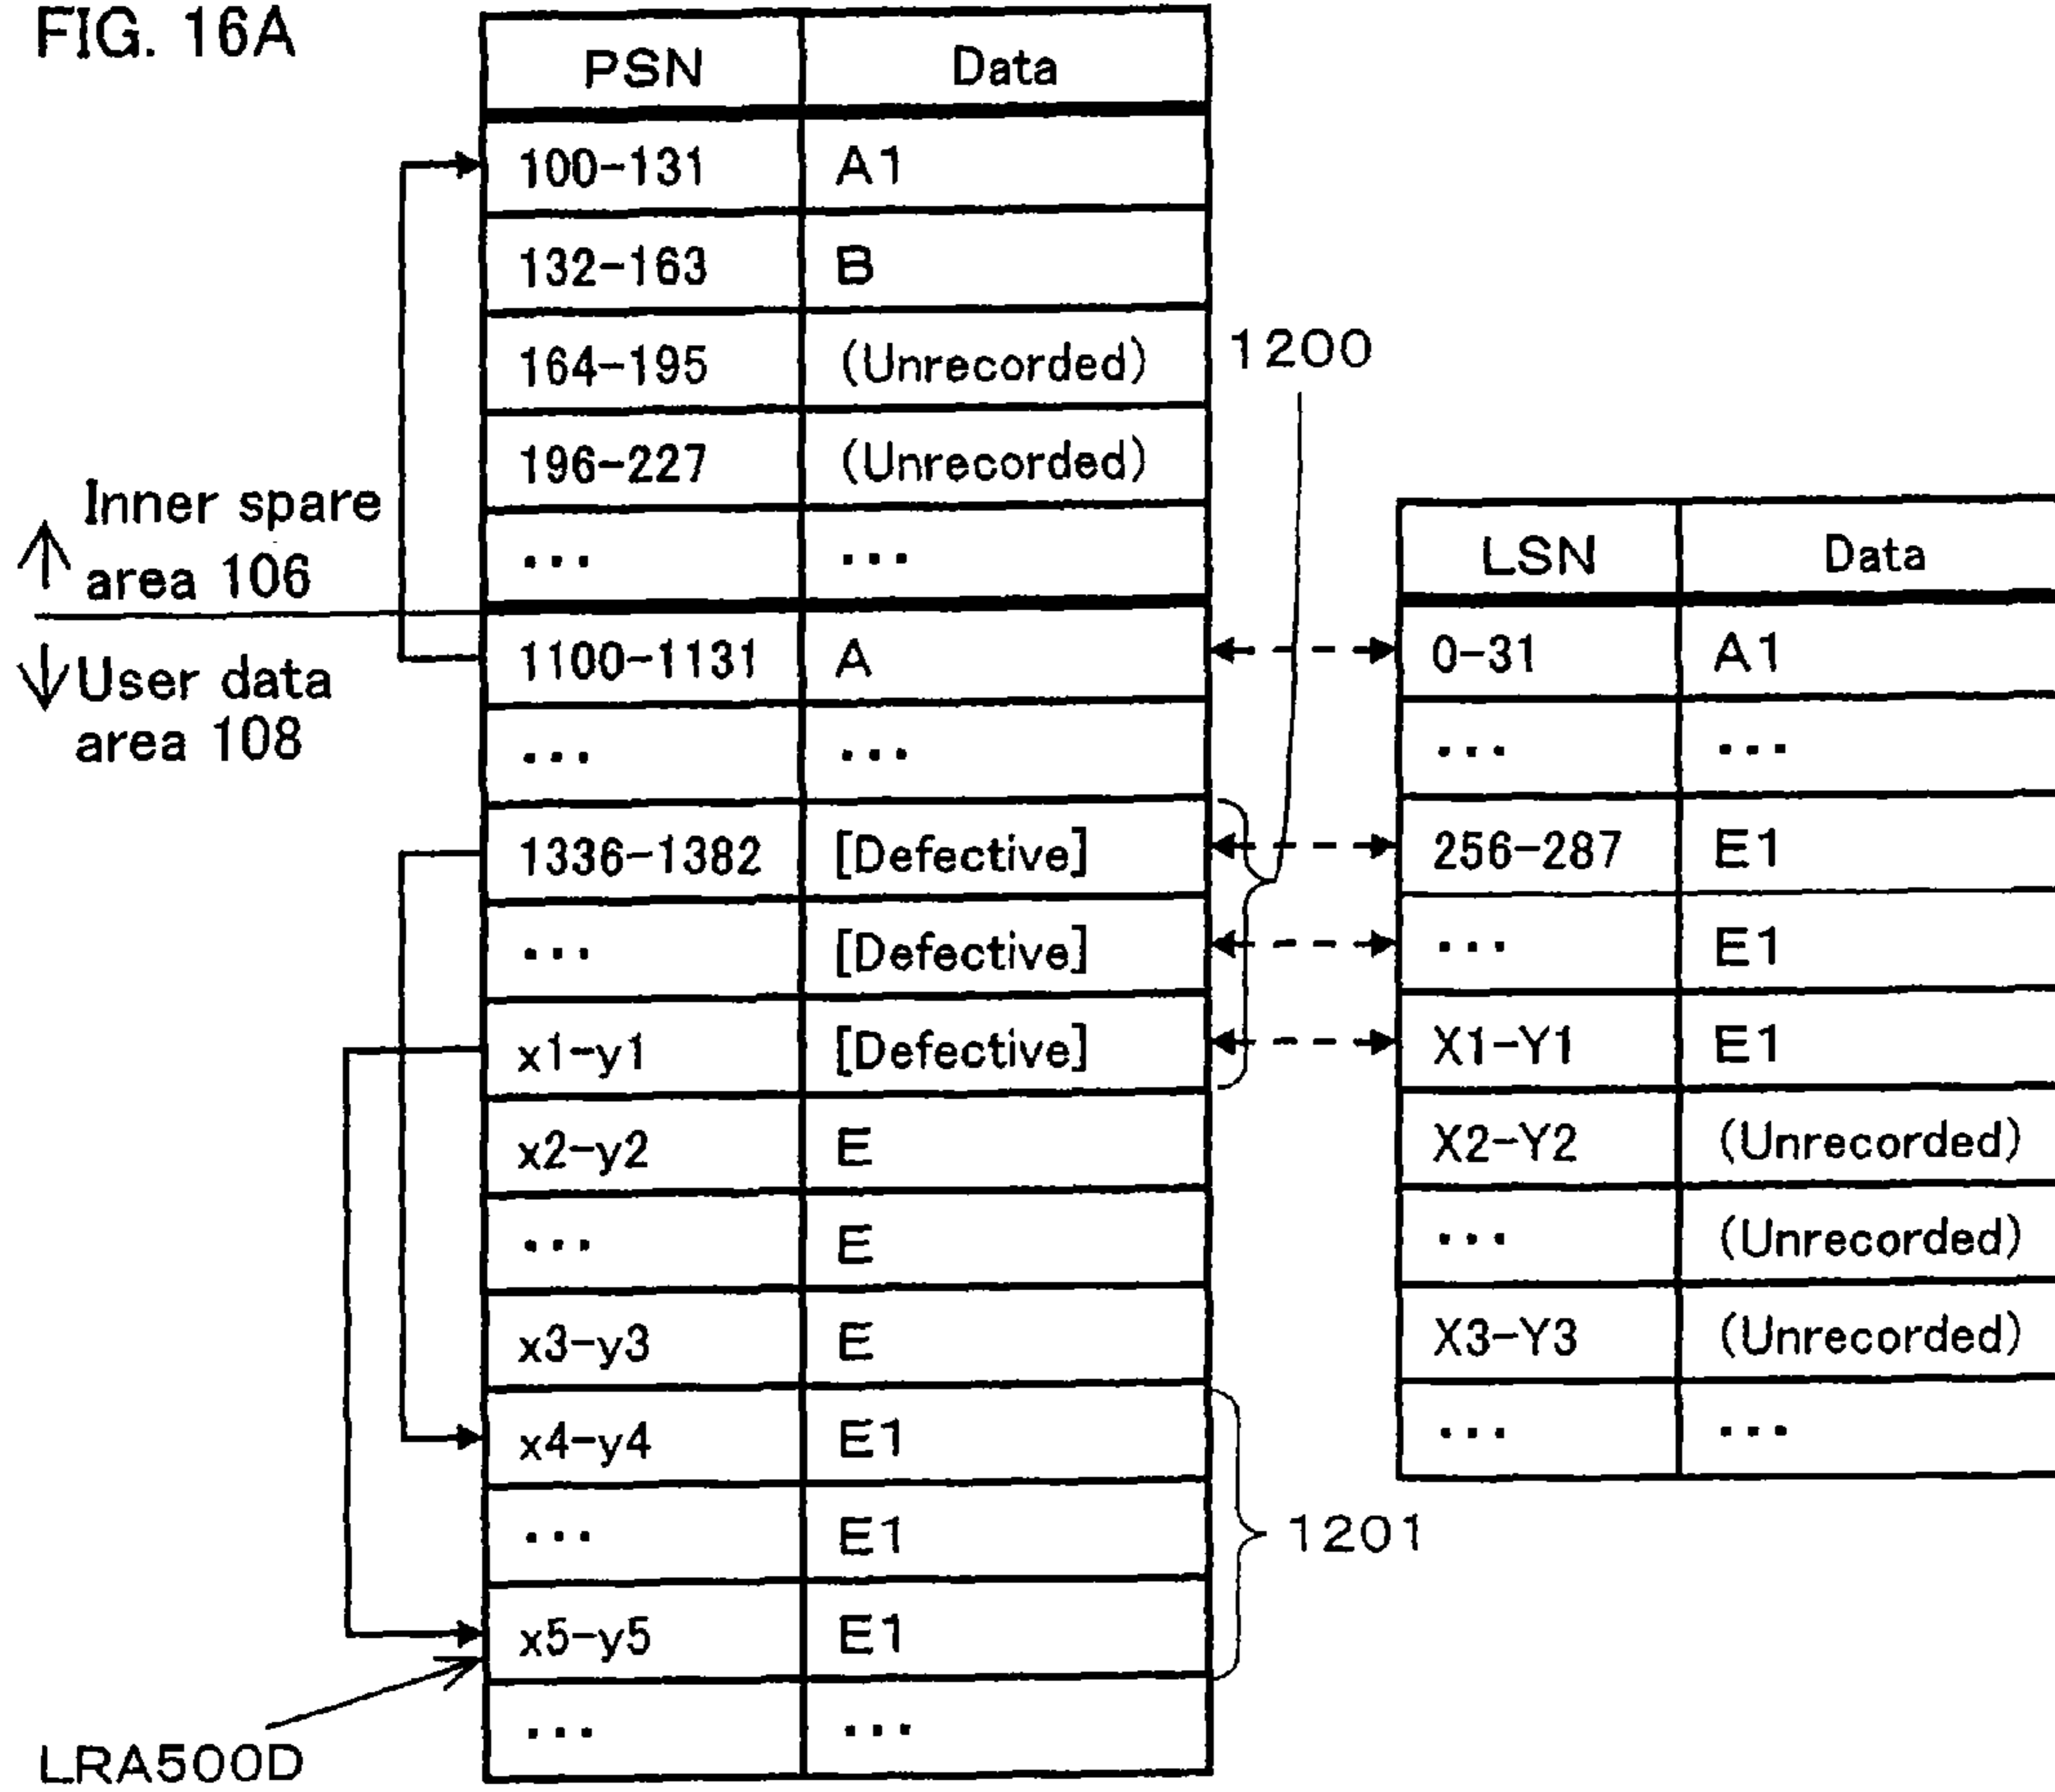 FIG. 16A
PSN Data
100-131 A1
132-163 B
164-195 (Unrecorded)
196-227 (Unrecorded)
... ...
1100-1131 A
... ...
1336-1382 [Defective]
... [Defective]
x1-y1 [Defective]
x2-y2 E
... E
x3-y3 E
x4-y4 E1
... E1
x5-y5 E1
... ...
Inner spare
area 106
User data
area 108
LRA500D
1200
1201
LSN Data
0-31 A1
... ...
256-287 E1
... E1
X1-Y1 E1
X2-Y2 (Unrecorded)
... (Unrecorded)
X3-Y3 (Unrecorded)
... ...